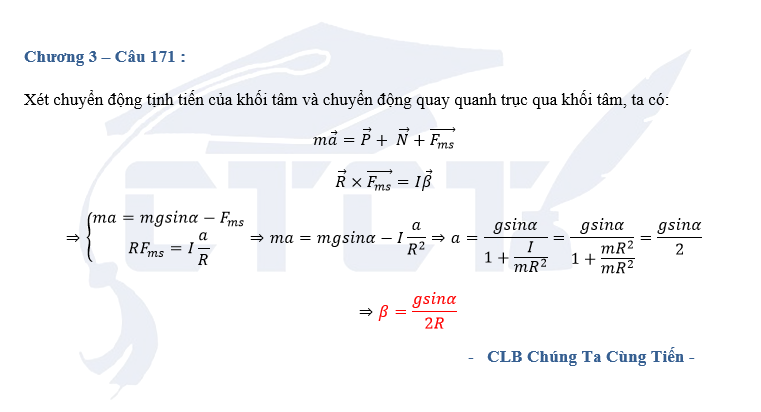 Chương 3 – Câu 171 :
Xét chuyển động tịnh tiến của khối tâm và chuyển động quay quanh trục qua khối tâm, ta có:
$m\vec{a} = \vec{P} + \vec{N} + \overrightarrow{F_{ms}}$
$\vec{R} \times \overrightarrow{F_{ms}} = I\vec{\beta}$
$\Rightarrow \begin{cases} ma = mgsin\alpha - F_{ms} \\ RF_{ms} = I\frac{a}{R} \end{cases} \Rightarrow ma = mgsin\alpha - I\frac{a}{R^2} \Rightarrow a = \frac{gsin\alpha}{1 + \frac{I}{mR^2}} = \frac{gsin\alpha}{1 + \frac{mR^2}{mR^2}} = \frac{gsin\alpha}{2}$
$\Rightarrow \beta = \frac{gsin\alpha}{2R}$
- CLB Chúng Ta Cùng Tiến -
CTCT